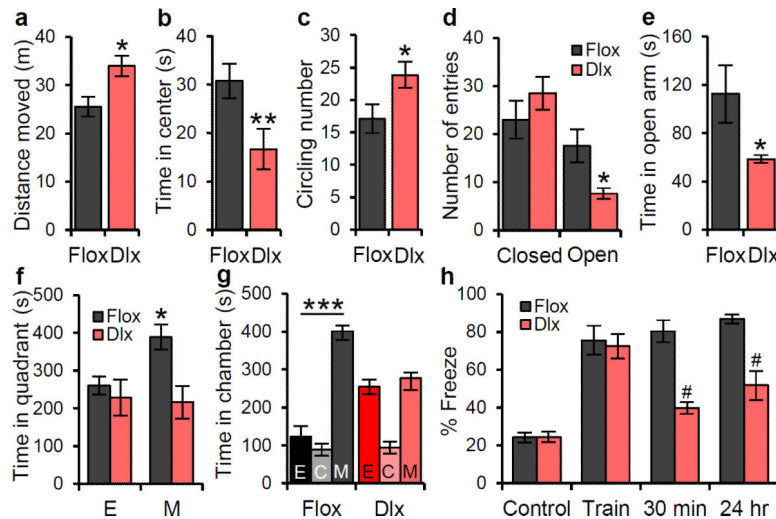 a
Distance moved (m)
50
40
30
20
10
0
*
Flox Dlx
b
Time in center (s)
40
30
20
10
0
**
Flox Dlx
c
Circling number
30
25
20
15
10
5
0
*
Flox Dlx
d
Number of entries
50
40
30
20
10
0
Flox
Dlx
*
Closed Open
e
Time in open arm (s)
160
120
80
40
0
*
Flox Dlx
f
Time in quadrant (s)
500
400
300
200
100
0
Flox
Dlx
*
E M
g
Time in chamber (s)
500
400
300
200
100
0
***
E C M E C M
Flox Dlx
h
% Freeze
100
80
60
40
20
0
Flox
Dlx
#
#
Control Train 30 min 24 hr